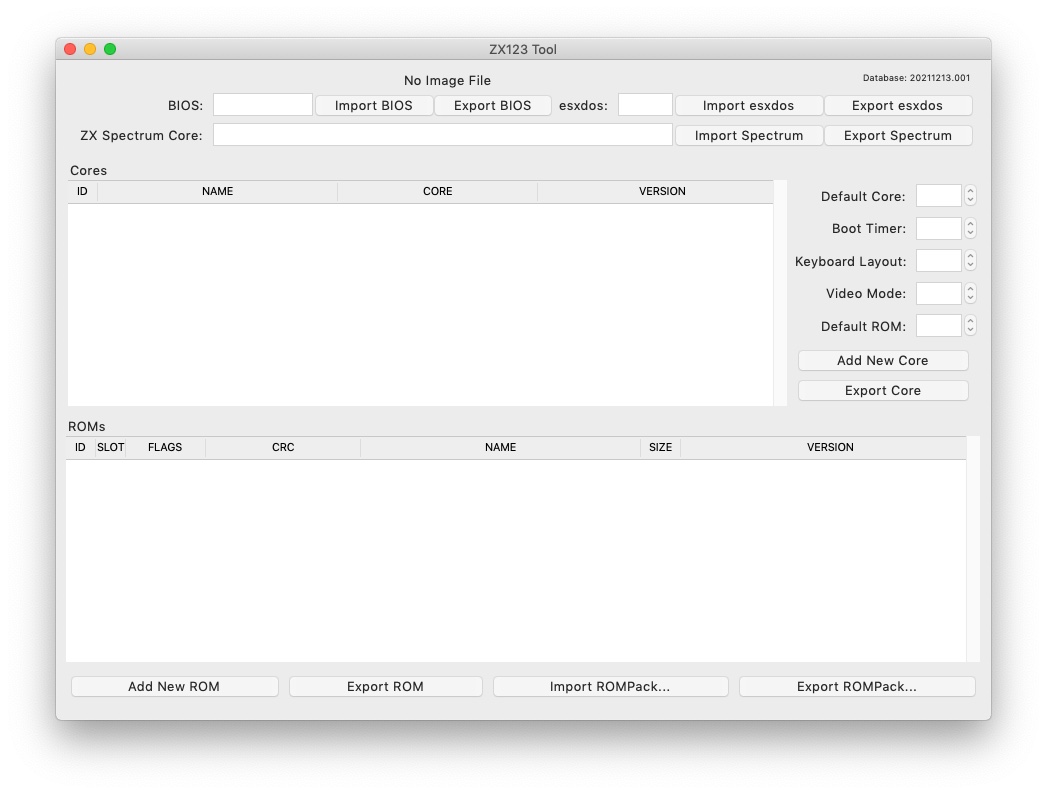 ZX123 Tool
No Image File
Database: 20211213.001
BIOS: Import BIOS Export BIOS esxdos: Import esxdos Export esxdos
ZX Spectrum Core: Import Spectrum Export Spectrum
Cores
ID NAME CORE VERSION
Default Core:
Boot Timer:
Keyboard Layout:
Video Mode:
Default ROM:
Add New Core
Export Core
ROMs
ID SLOT FLAGS CRC NAME SIZE VERSION
Add New ROM Export ROM Import ROMPack... Export ROMPack...